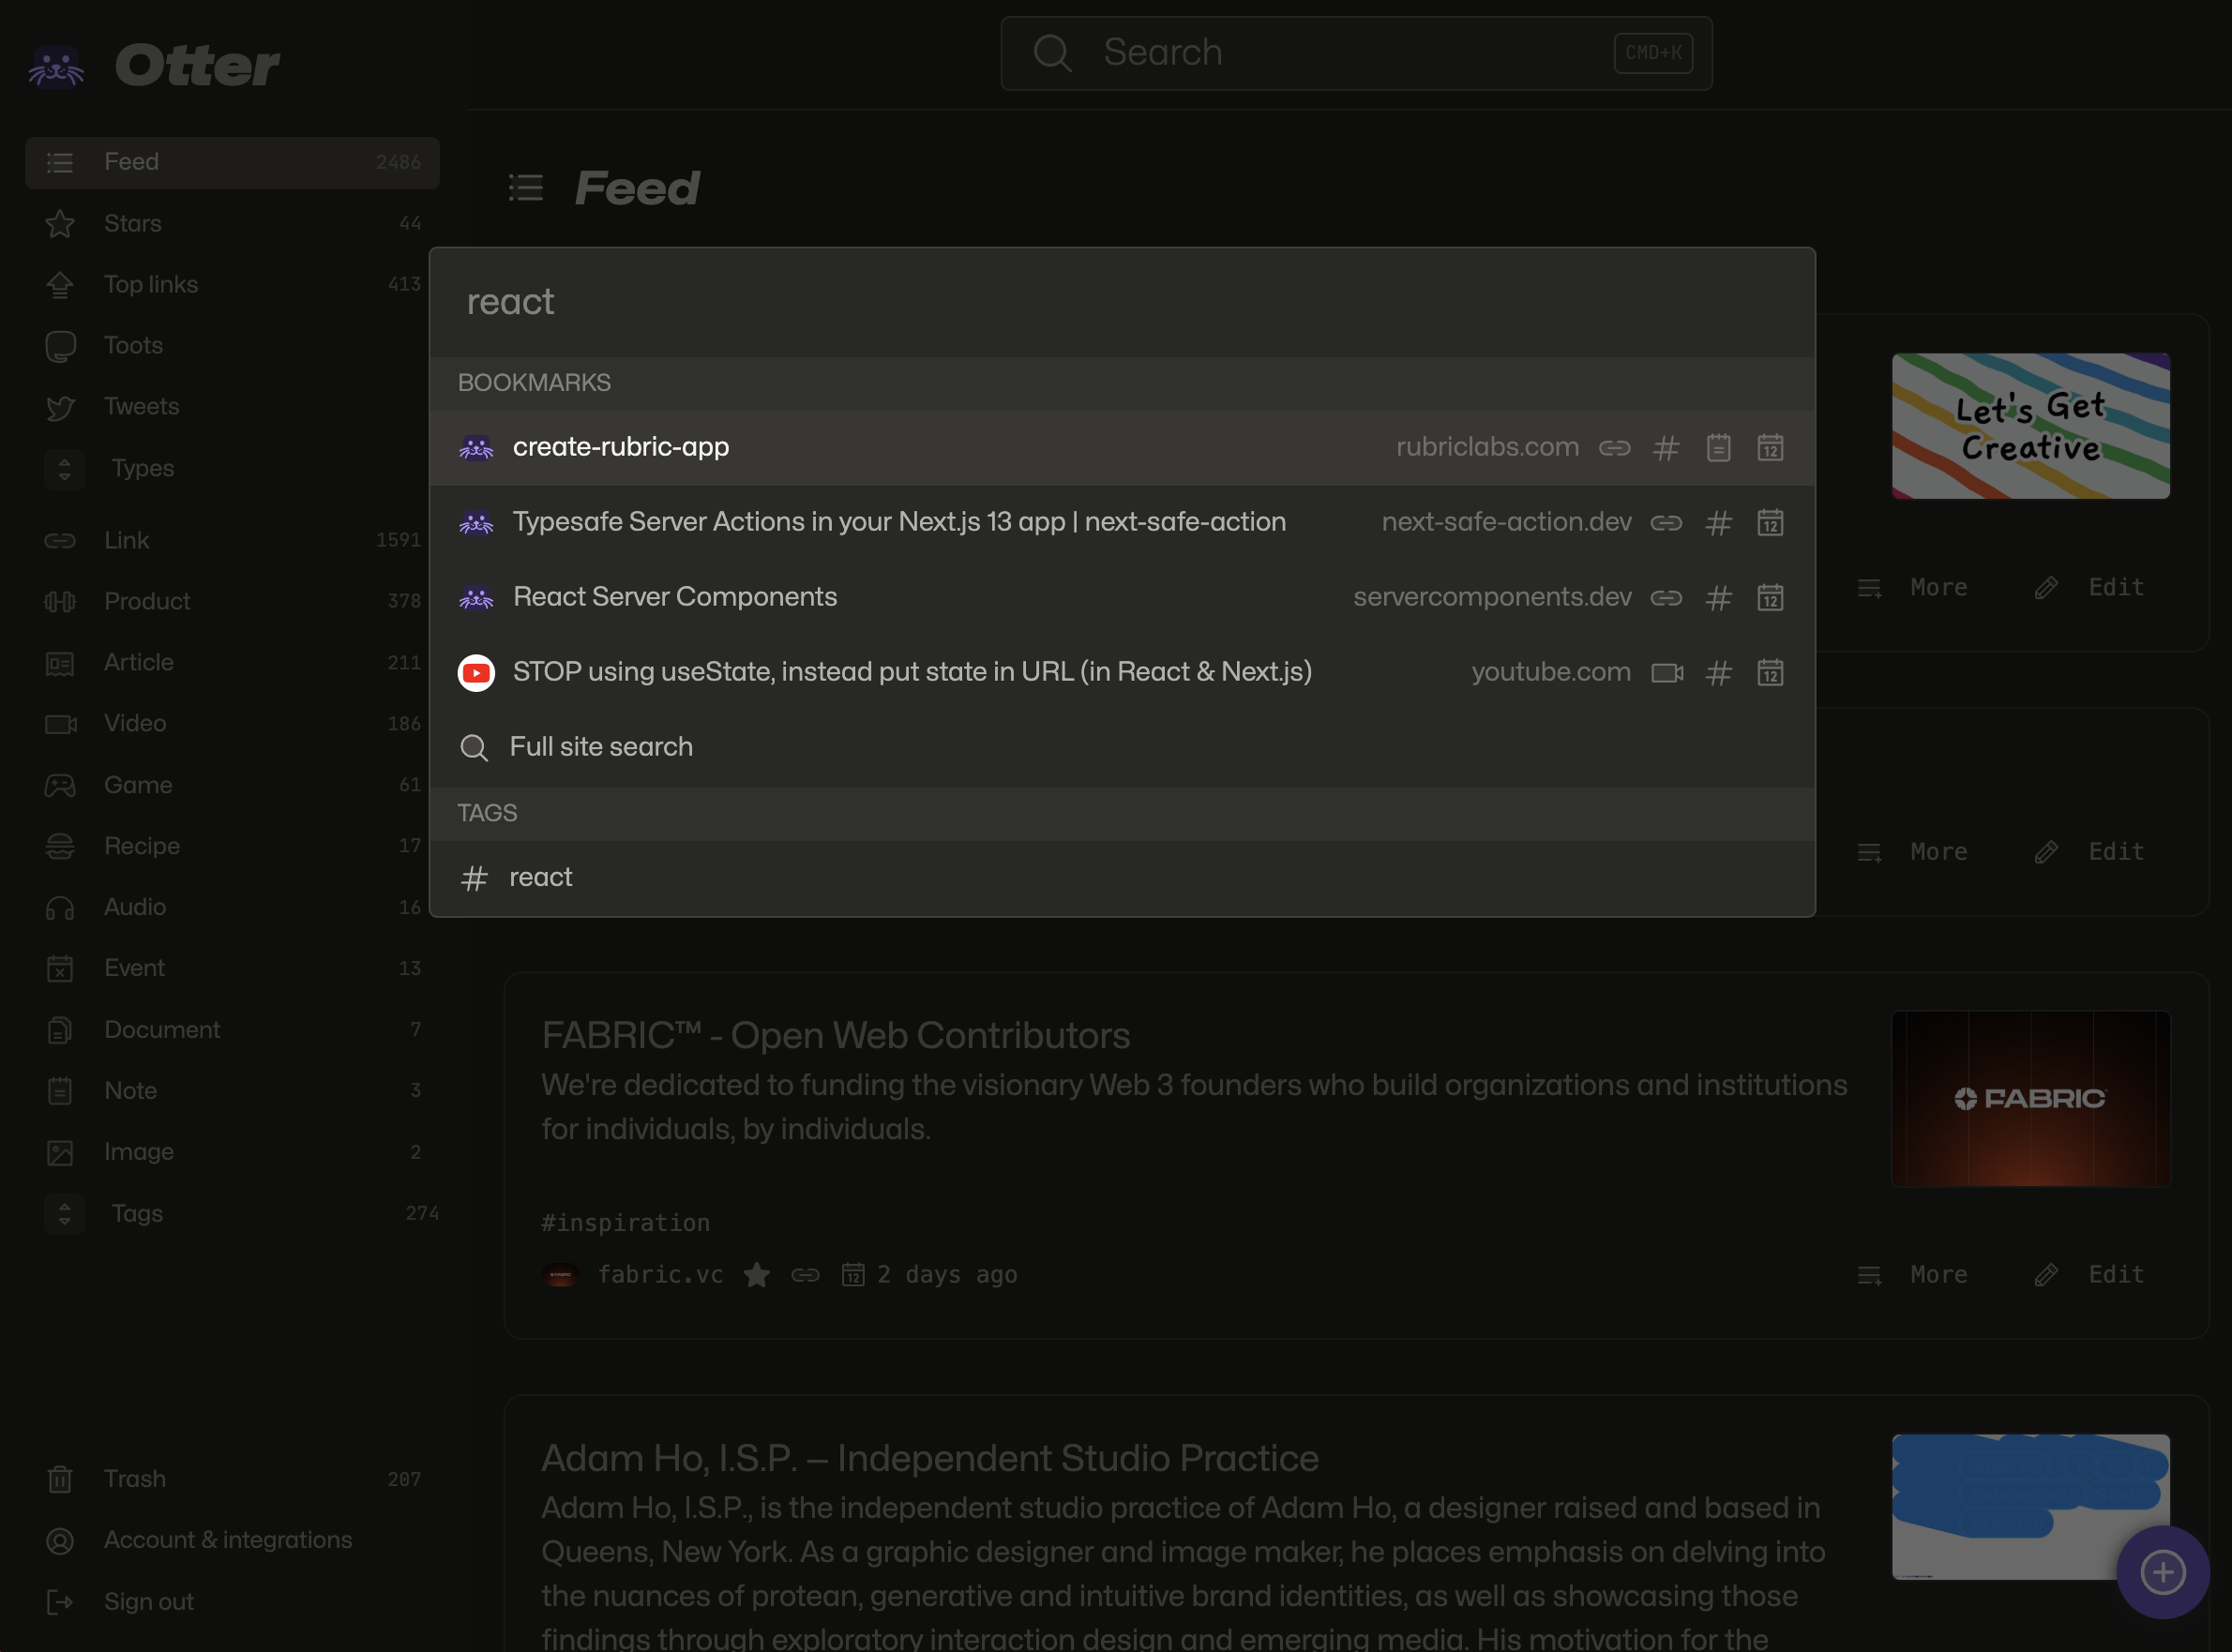 Otter
Search
CMD+K
Feed 2486
Stars 44
Top links 413
Toots
Tweets
Types
Link 1591
Product 378
Article 211
Video 186
Game 61
Recipe 17
Audio 16
Event 13
Document 7
Note 3
Image 2
Tags 274
Trash 207
Account & integrations
Sign out
Feed
react
BOOKMARKS
create-rubric-app rubriclabs.com 12
Typesafe Server Actions in your Next.js 13 app | next-safe-action next-safe-action.dev 12
React Server Components servercomponents.dev 12
STOP using useState, instead put state in URL (in React & Next.js) youtube.com 12
Full site search
TAGS
# react
Let's Get
Creative
More Edit
More Edit
FABRIC™ - Open Web Contributors
We're dedicated to funding the visionary Web 3 founders who build organizations and institutions
for individuals, by individuals.
FABRIC
#inspiration
fabric.vc 12 2 days ago
More Edit
Adam Ho, I.S.P. – Independent Studio Practice
Adam Ho, I.S.P., is the independent studio practice of Adam Ho, a designer raised and based in
Queens, New York. As a graphic designer and image maker, he places emphasis on delving into
the nuances of protean, generative and intuitive brand identities, as well as showcasing those
findings through exploratory interaction design and emerging media. His motivation for the